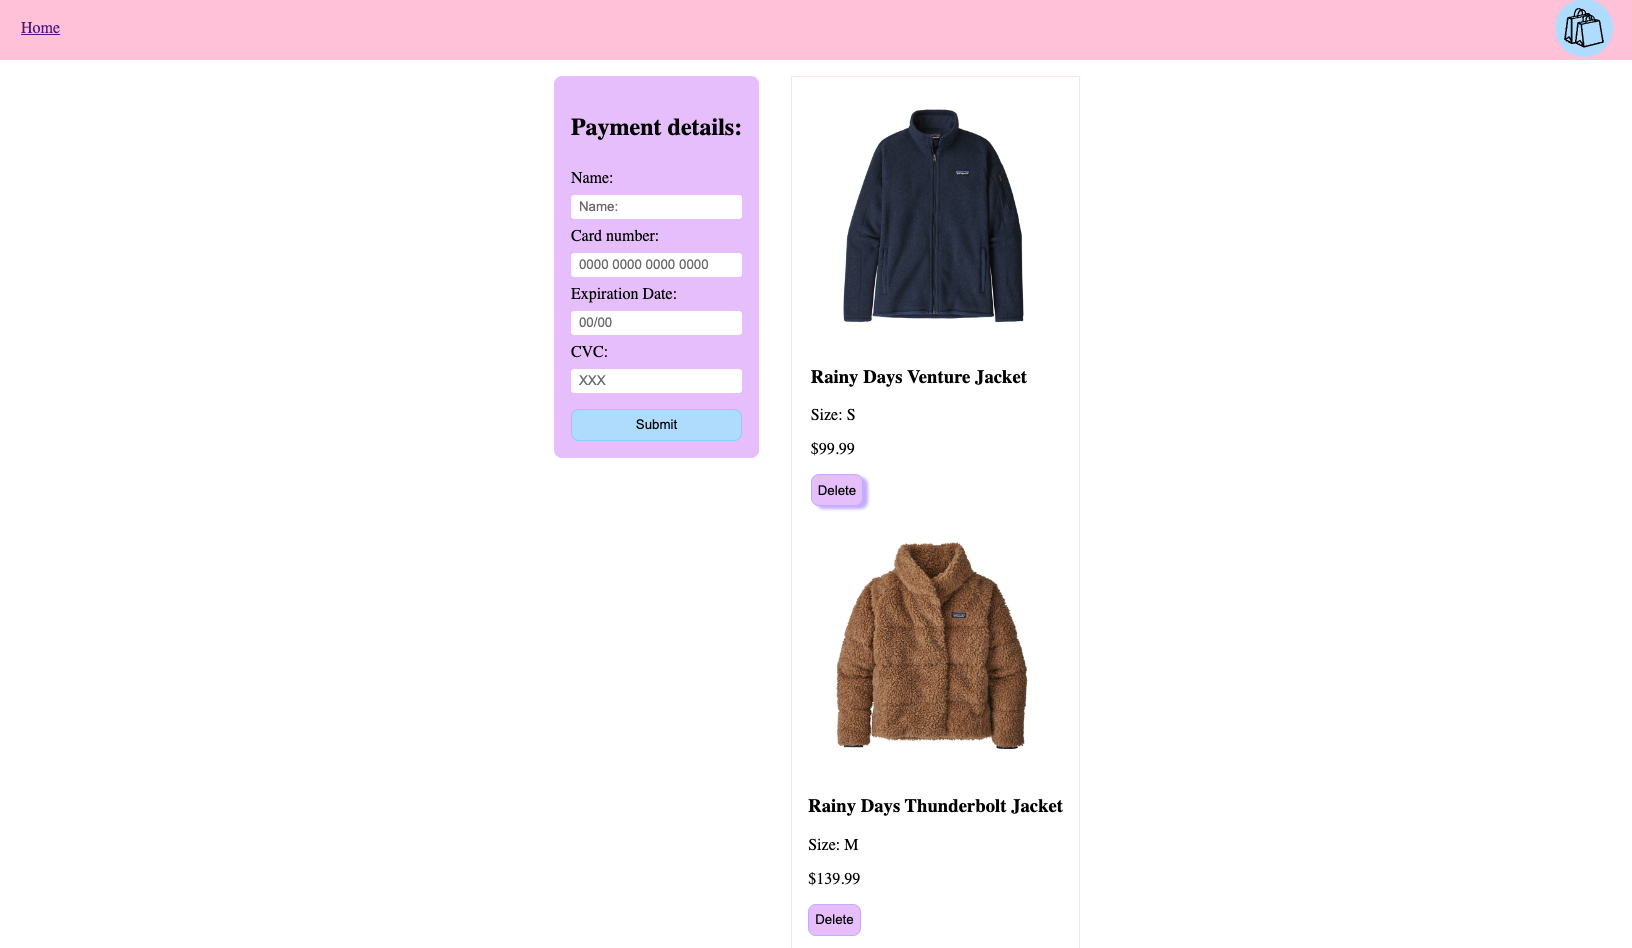 Home
Payment details:
Name:
Name:
Card number:
0000 0000 0000 0000
Expiration Date:
00/00
CVC:
XXX
Submit
Rainy Days Venture Jacket
Size: S
$99.99
Delete
Rainy Days Thunderbolt Jacket
Size: M
$139.99
Delete